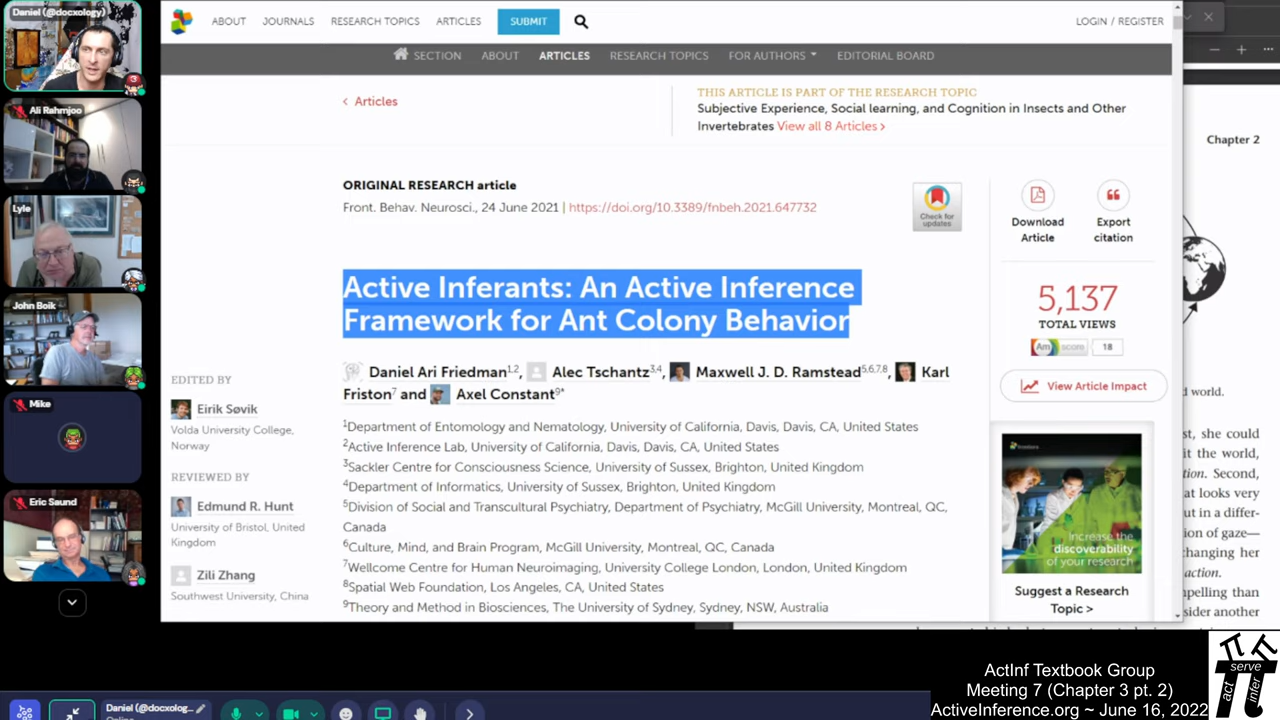 Daniel (@docxology)
Ali Rahmjoo
Lyle
John Boik
Mike
Eric Saund
ABOUT JOURNALS RESEARCH TOPICS ARTICLES SUBMIT LOGIN / REGISTER
SECTION ABOUT ARTICLES RESEARCH TOPICS FOR AUTHORS EDITORIAL BOARD
< Articles
THIS ARTICLE IS PART OF THE RESEARCH TOPIC
Subjective Experience, Social learning, and Cognition in Insects and Other
Invertebrates View all 8 Articles >
ORIGINAL RESEARCH article
Front. Behav. Neurosci., 24 June 2021 | https://doi.org/10.3389/fnbeh.2021.647732
Check for
updates
Active Inferants: An Active Inference
Framework for Ant Colony Behavior
Daniel Ari Friedman1,2, Alec Tschantz3,4, Maxwell J. D. Ramstead5,6,7,8, Karl
Friston7 and Axel Constant9*
1Department of Entomology and Nematology, University of California, Davis, Davis, CA, United States
2Active Inference Lab, University of California, Davis, Davis, CA, United States
3Sackler Centre for Consciousness Science, University of Sussex, Brighton, United Kingdom
4Department of Informatics, University of Sussex, Brighton, United Kingdom
5Division of Social and Transcultural Psychiatry, Department of Psychiatry, McGill University, Montreal, QC,
Canada
6Culture, Mind, and Brain Program, McGill University, Montreal, QC, Canada
7Wellcome Centre for Human Neuroimaging, University College London, London, United Kingdom
8Spatial Web Foundation, Los Angeles, CA, United States
9Theory and Method in Biosciences, The University of Sydney, Sydney, NSW, Australia
EDITED BY
Eirik Søvik
Volda University College,
Norway
REVIEWED BY
Edmund R. Hunt
University of Bristol, United
Kingdom
Zili Zhang
Southwest University, China
Download
Article
Export
citation
5,137
TOTAL VIEWS
Am score 18
View Article Impact
frontiers
Increase the
discoverability
of your research
Suggest a Research
Topic >
Chapter 2
d world.
st, she could
it the world,
tion. Second,
at looks very
ut in a differ-
ion of gaze—
changing her
action.
pelling than
sider another
Daniel (@docxolog...
Online
ActInf Textbook Group
Meeting 7 (Chapter 3 pt. 2)
ActiveInference.org ~ June 16, 2022
serve
act
infer